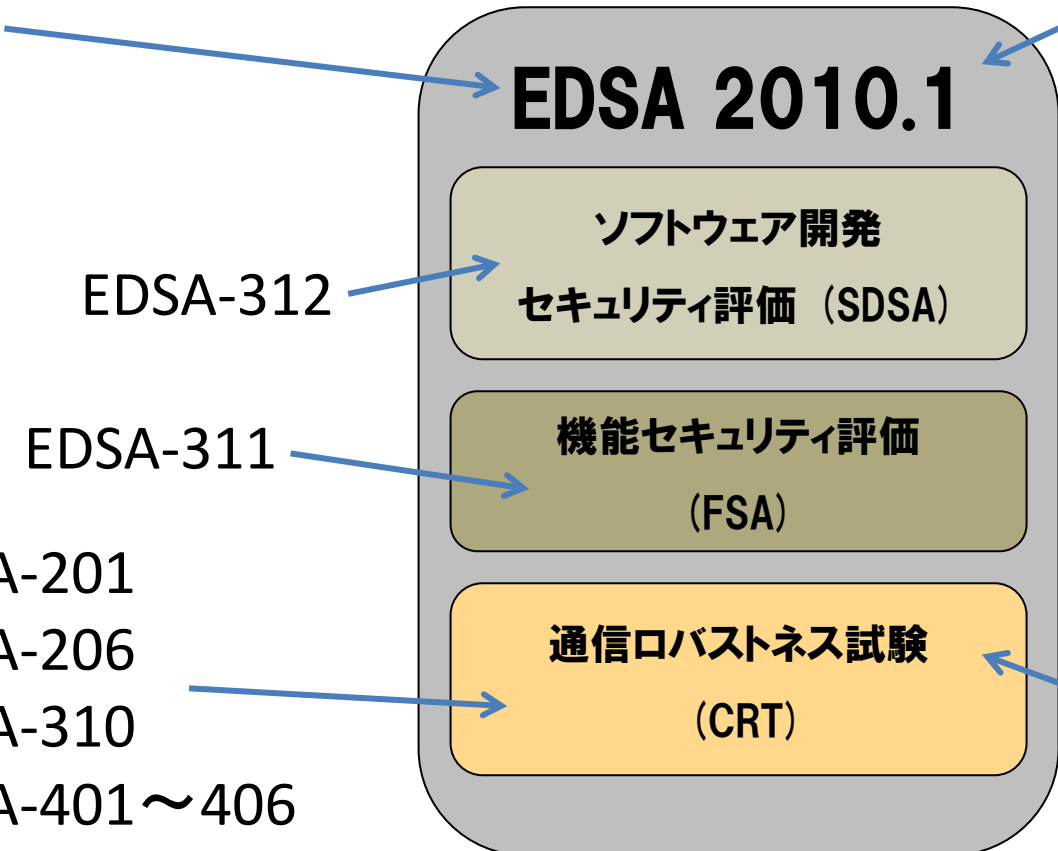 EDSA 2010.1
ソフトウェア開発
セキュリティ評価 (SDSA)
EDSA-312
機能セキュリティ評価
(FSA)
EDSA-311
通信ロバストネス試験
(CRT)
A-201
A-206
A-310
A-401～406